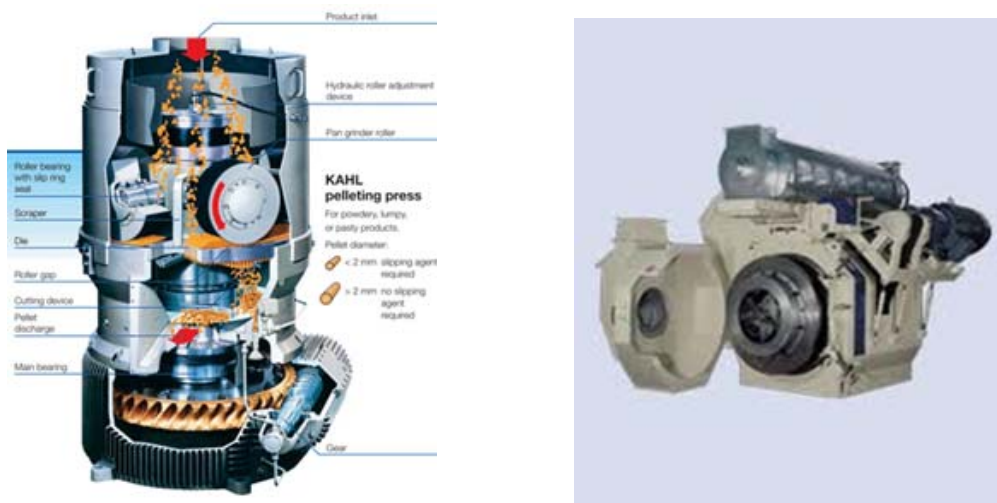 Product inlet
Hydraulic roller adjustment
device
Pan grinder roller
Roller bearing
with slip ring
seal
Scraper
Die
Roller gap
Cutting device
Pellet
discharge
Main bearing
KAHL
pelleting press
For powdery, lumpy,
or pasty products.
Pellet diameter:
< 2 mm slipping agent
required
> 2 mm no slipping
agent
required
Gear